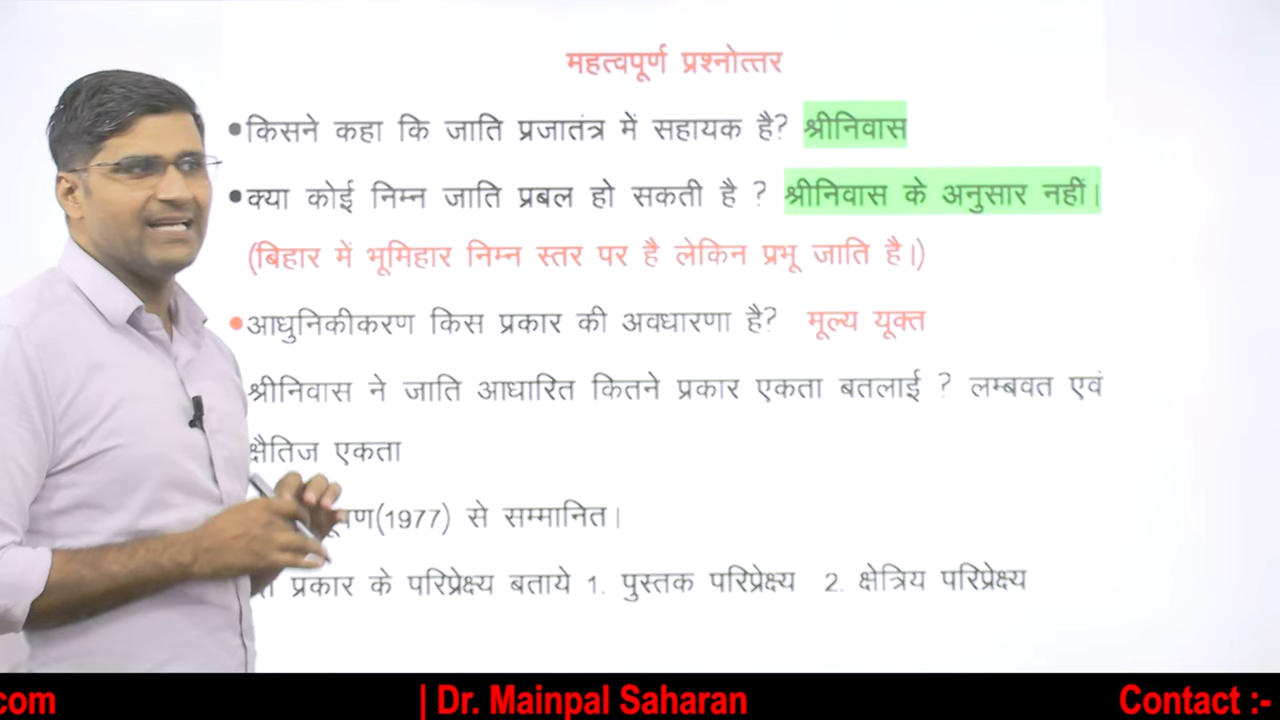 महत्वपूर्ण प्रश्नोत्तर
•किसने कहा कि जाति प्रजातंत्र में सहायक है? श्रीनिवास
•क्या कोई निम्न जाति प्रबल हो सकती है ? श्रीनिवास के अनुसार नहीं।
(बिहार में भूमिहार निम्न स्तर पर है लेकिन प्रभू जाति है।)
•आधुनिकीकरण किस प्रकार की अवधारणा है? मूल्य यूक्त
श्रीनिवास ने जाति आधारित कितने प्रकार एकता बतलाई ? लम्बवत एवं
क्षैतिज एकता
(1977) से सम्मानित।
प्रकार के परिप्रेक्ष्य बताये 1. पुस्तक परिप्रेक्ष्य 2. क्षेत्रिय परिप्रेक्ष्य
com | Dr. Mainpal Saharan Contact :-